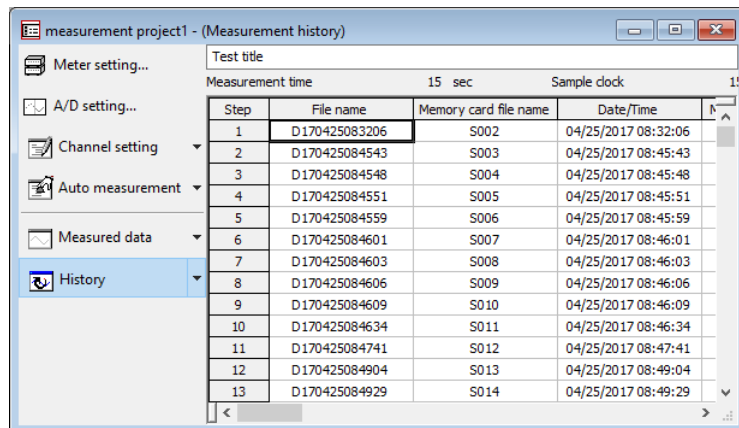 measurement project1 - (Measurement history)
Meter setting...
A/D setting...
Channel setting
Auto measurement
Measured data
History
Test title
Measurement time 15 sec Sample clock 15
Step File name Memory card file name Date/Time
1 D170425083206 S002 04/25/2017 08:32:06
2 D170425084543 S003 04/25/2017 08:45:43
3 D170425084548 S004 04/25/2017 08:45:48
4 D170425084551 S005 04/25/2017 08:45:51
5 D170425084559 S006 04/25/2017 08:45:59
6 D170425084601 S007 04/25/2017 08:46:01
7 D170425084603 S008 04/25/2017 08:46:03
8 D170425084606 S009 04/25/2017 08:46:06
9 D170425084609 S010 04/25/2017 08:46:09
10 D170425084634 S011 04/25/2017 08:46:34
11 D170425084741 S012 04/25/2017 08:47:41
12 D170425084904 S013 04/25/2017 08:49:04
13 D170425084929 S014 04/25/2017 08:49:29